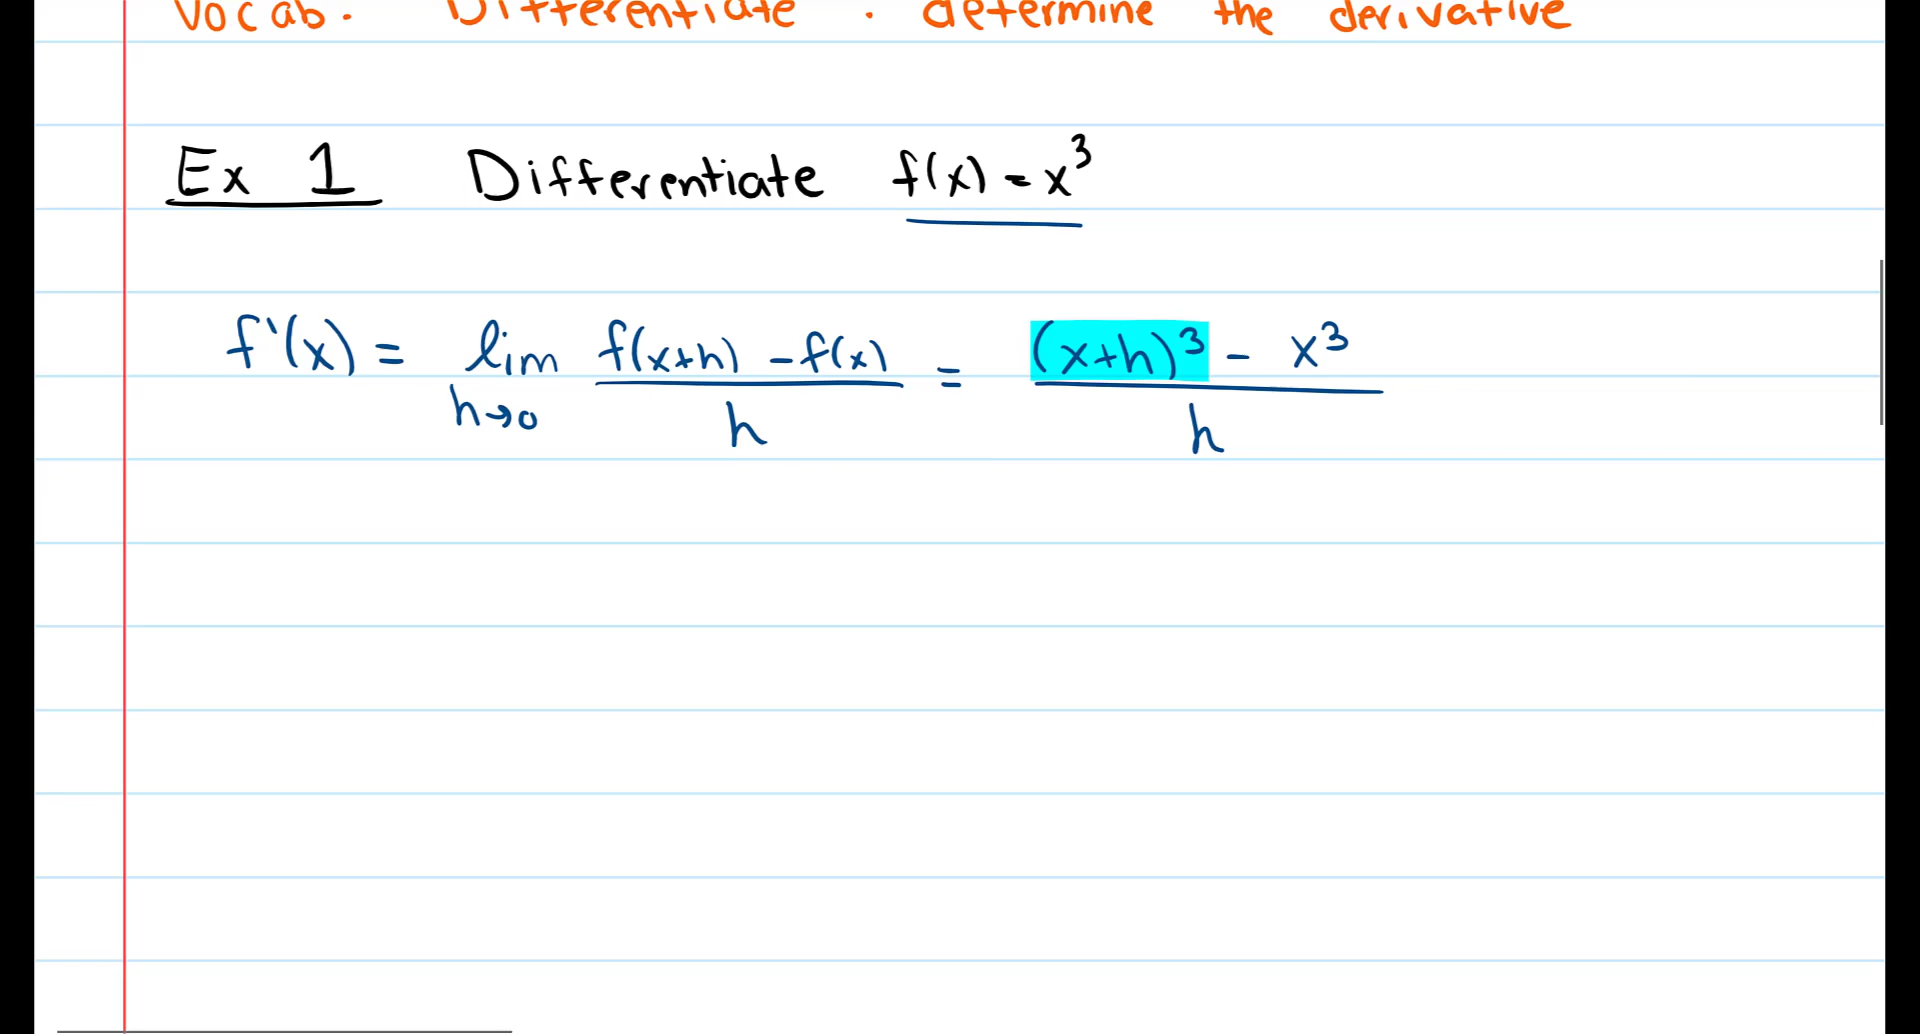 Vocab. Differentiate . determine the derivative
Ex 1 Differentiate f(x) = x³
f'(x) = lim h→0 (f(x+h) - f(x))/h = ((x+h)³ - x³)/h